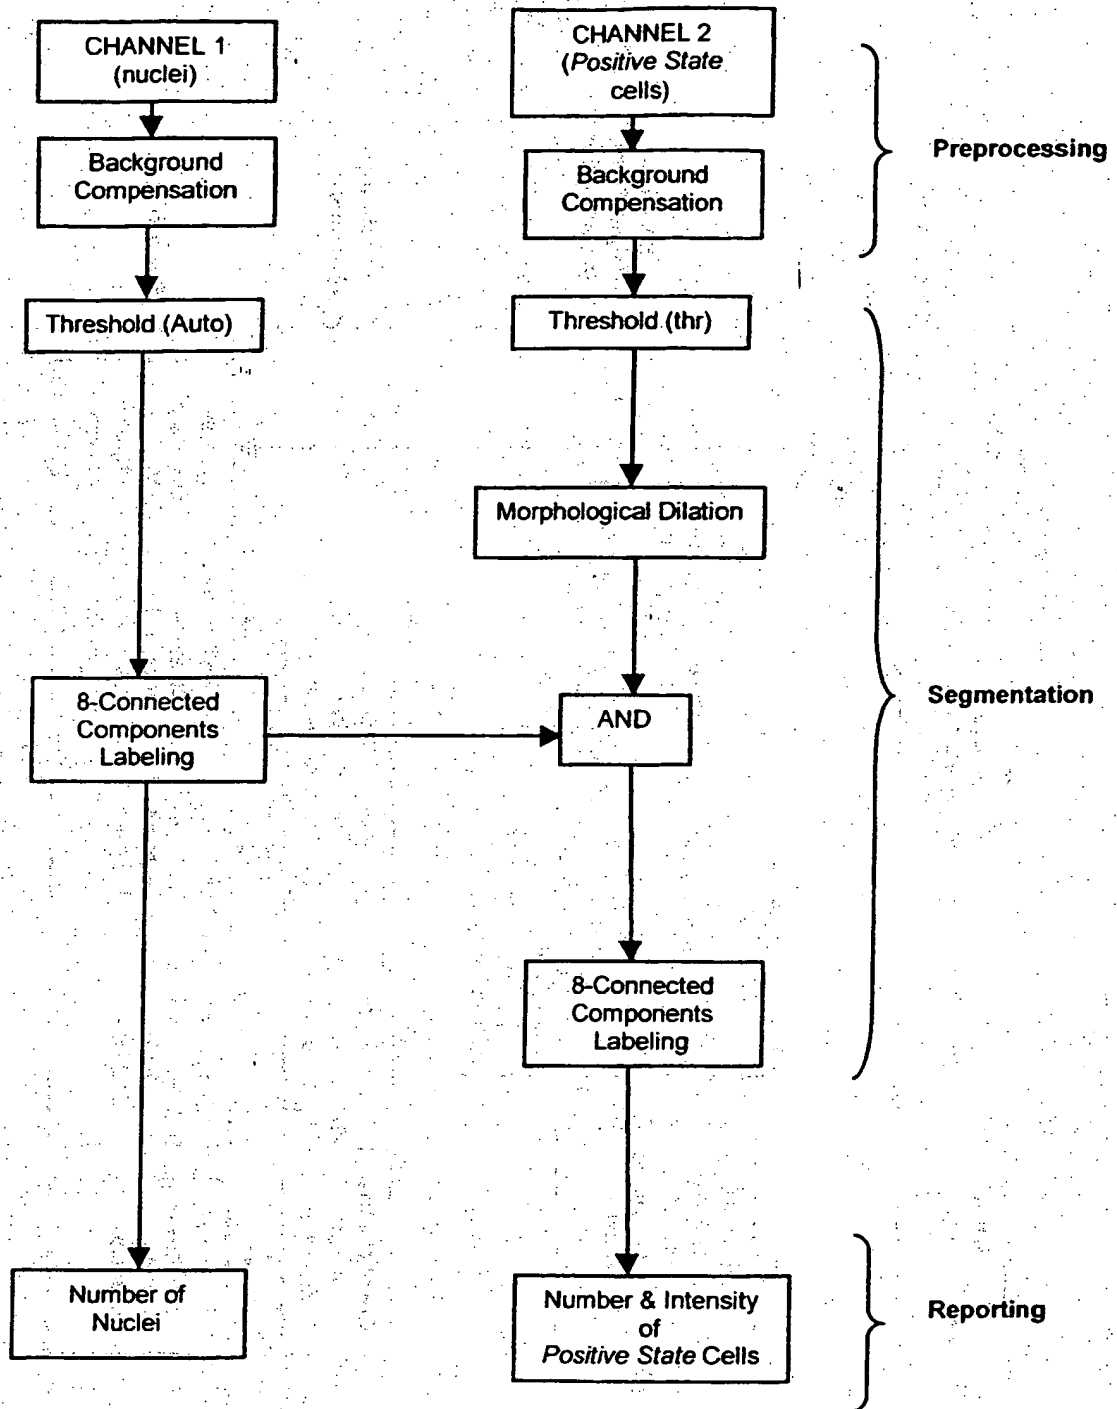 CHANNEL 1
(nuclei)
Background
Compensation
Threshold (Auto)
8-Connected
Components
Labeling
Number of
Nuclei
CHANNEL 2
(Positive State
cells)
Background
Compensation
Threshold (thr)
Morphological Dilation
AND
8-Connected
Components
Labeling
Number & Intensity
of
Positive State Cells
Preprocessing
Segmentation
Reporting